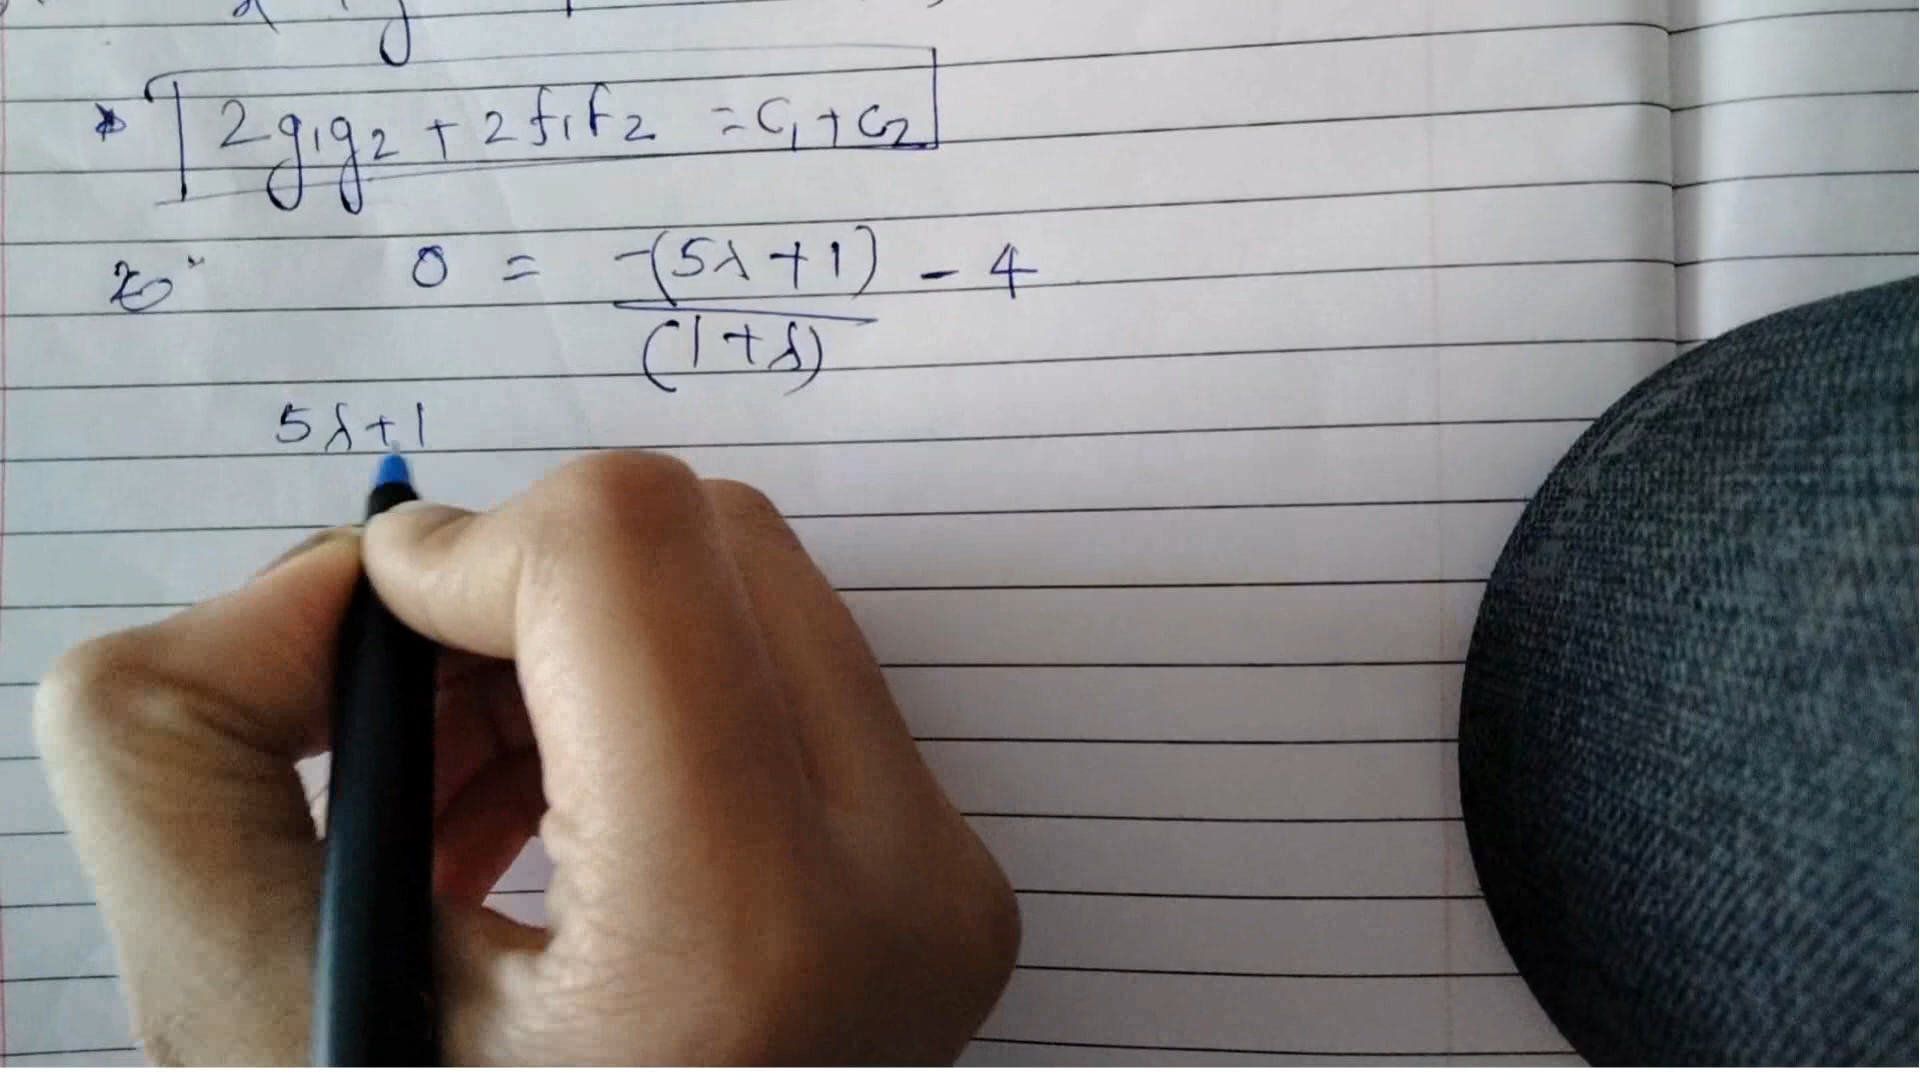 2g₁g₂ + 2f₁f₂ = C₁ + C₂
0 = -(5λ+1)/(1+λ) - 4
5λ+1